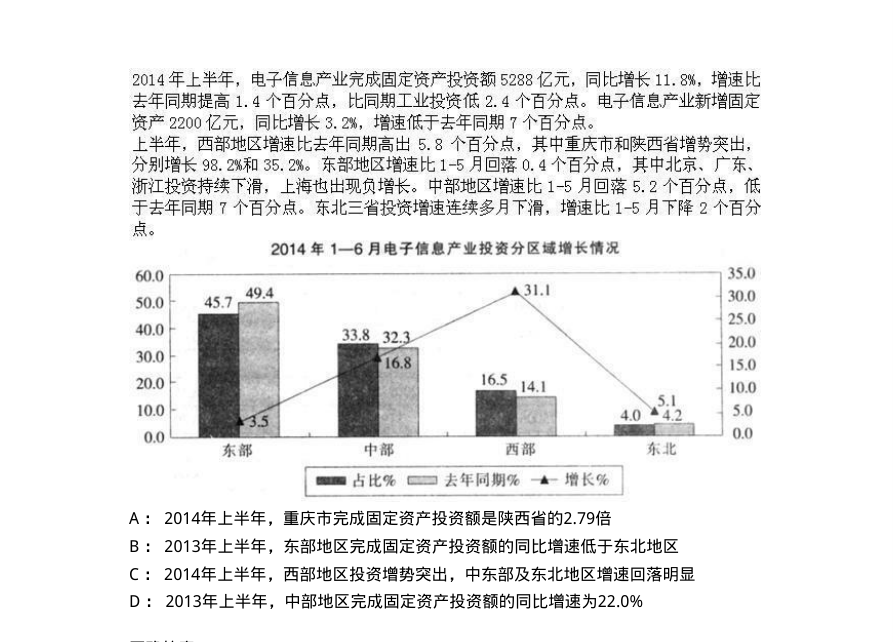 2014 年上半年，电子信息产业完成固定资产投资额 5288 亿元，同比增长 11.8%，增速比
去年同期提高 1.4 个百分点，比同期工业投资低 2.4 个百分点。电子信息产业新增固定
资产 2200 亿元，同比增长 3.2%，增速低于去年同期 7 个百分点。
上半年，西部地区增速比去年同期高出 5.8 个百分点，其中重庆市和陕西省增势突出，
分别增长 98.2%和 35.2%。东部地区增速比 1-5 月回落 0.4 个百分点，其中北京、广东、
浙江投资持续下滑，上海也出现负增长。中部地区增速比 1-5 月回落 5.2 个百分点，低
于去年同期 7 个百分点。东北三省投资增速连续多月下滑，增速比 1-5 月下降 2 个百分
点。
2014 年 1—6 月电子信息产业投资分区域增长情况
60.0 35.0
50.0 30.0
40.0 25.0
30.0 20.0
20.0 15.0
10.0 10.0
0.0 5.0
0.0
45.7 49.4 3.5
33.8 32.3 16.8
16.5 14.1 31.1
4.0 4.2 5.1
东部 中部 西部 东北
占比% 去年同期% 增长%
A： 2014年上半年，重庆市完成固定资产投资额是陕西省的2.79倍
B： 2013年上半年，东部地区完成固定资产投资额的同比增速低于东北地区
C： 2014年上半年，西部地区投资增势突出，中东部及东北地区增速回落明显
D： 2013年上半年，中部地区完成固定资产投资额的同比增速为22.0%